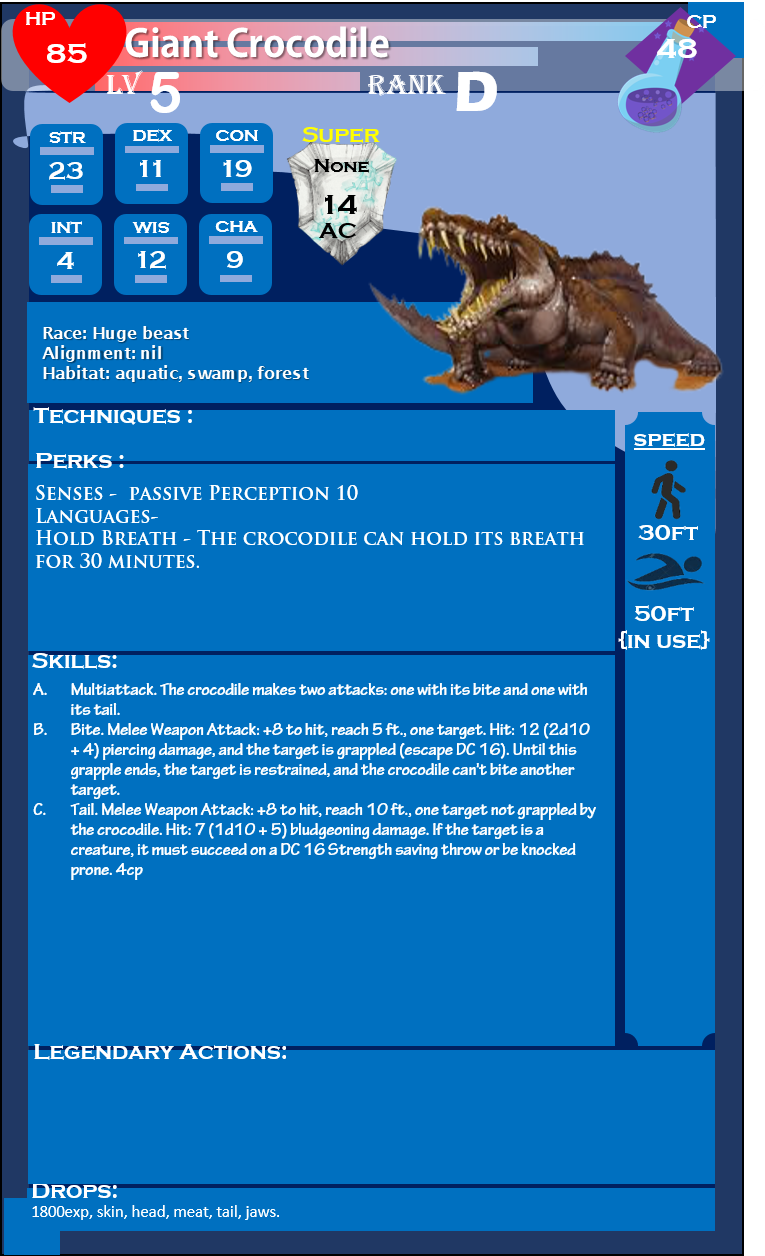 HP
85
Giant Crocodile
CP
48
LV 5
RANK D
STR
23
DEX
11
CON
19
INT
4
WIS
12
CHA
9
SUPER
NONE
14
AC
Race: Huge beast
Alignment: nil
Habitat: aquatic, swamp, forest
TECHNIQUES :
PERKS :
SENSES - PASSIVE PERCEPTION 10
LANGUAGES-
HOLD BREATH - THE CROCODILE CAN HOLD ITS BREATH
FOR 30 MINUTES.
SPEED
30FT
50FT
{IN USE}
SKILLS:
A. Multiattack. The crocodile makes two attacks: one with its bite and one with
its tail.
B. Bite. Melee Weapon Attack: +8 to hit, reach 5 ft., one target. Hit: 12 (2d10
+ 4) piercing damage, and the target is grappled (escape DC 16). Until this
grapple ends, the target is restrained, and the crocodile can't bite another
target.
C. Tail. Melee Weapon Attack: +8 to hit, reach 10 ft., one target not grappled by
the crocodile. Hit: 7 (1d10 + 5) bludgeoning damage. If the target is a
creature, it must succeed on a DC 16 Strength saving throw or be knocked
prone. 4cp
LEGENDARY ACTIONS:
DROPS:
1800exp, skin, head, meat, tail, jaws.